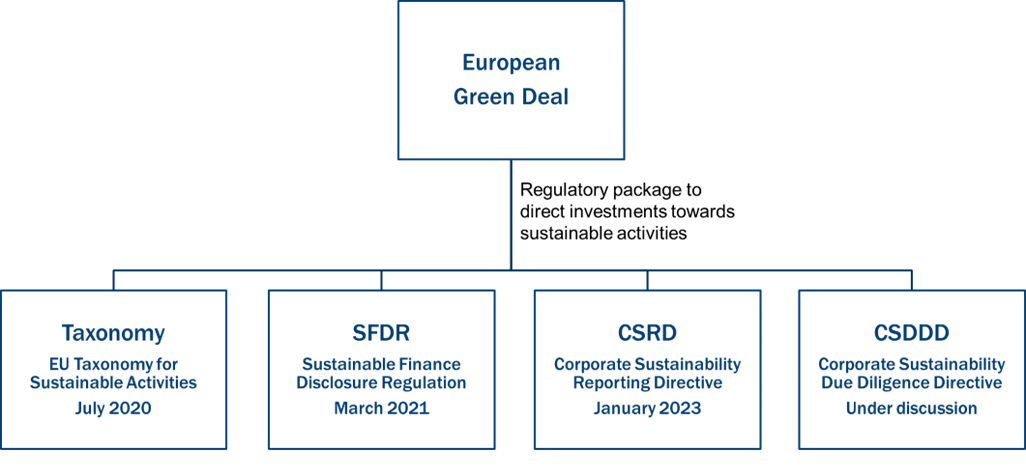 European
Green Deal
Regulatory package to
direct investments towards
sustainable activities
Taxonomy
EU Taxonomy for
Sustainable Activities
July 2020
SFDR
Sustainable Finance
Disclosure Regulation
March 2021
CSRD
Corporate Sustainability
Reporting Directive
January 2023
CSDDD
Corporate Sustainability
Due Diligence Directive
Under discussion